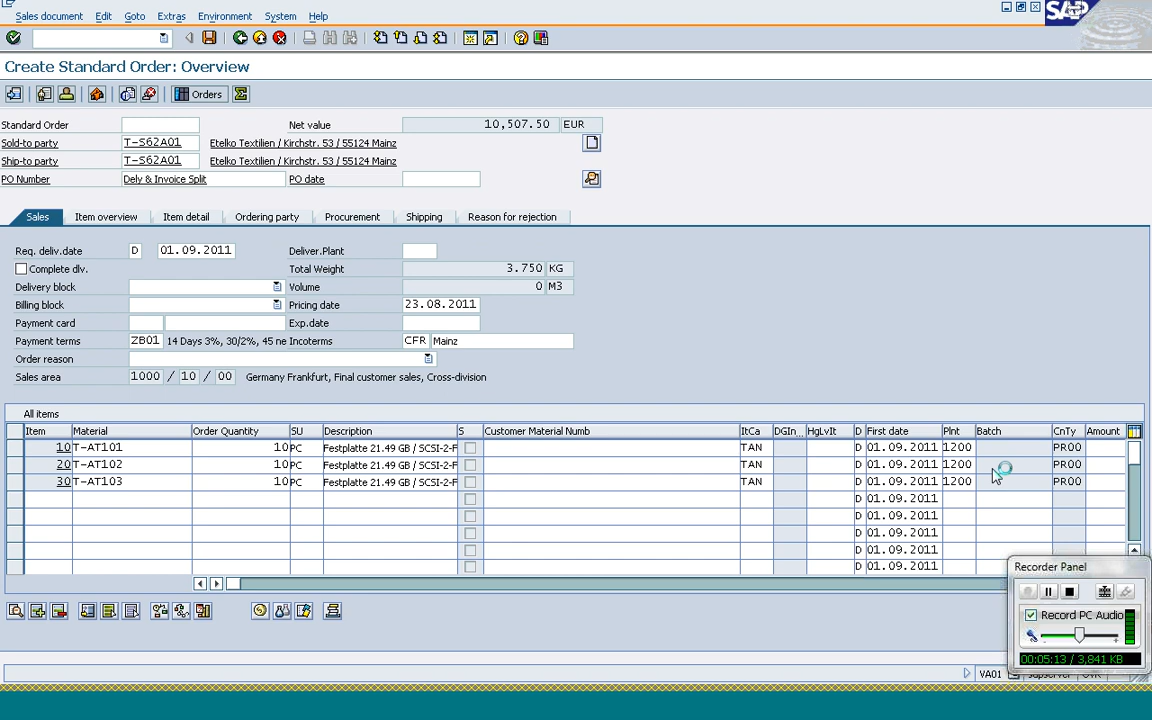 Sales document Edit Goto Extras Environment System Help
SAP
Create Standard Order: Overview
Orders
Standard Order Net value 10,507.50 EUR
Sold-to party T-S62A01 Etelko Textilien / Kirchstr. 53 / 55124 Mainz
Ship-to party T-S62A01 Etelko Textilien / Kirchstr. 53 / 55124 Mainz
PO Number Dely & Invoice Split PO date
Sales Item overview Item detail Ordering party Procurement Shipping Reason for rejection
Req. deliv.date D 01.09.2011 Deliver.Plant
Complete dlv. Total Weight 3.750 KG
Delivery block Volume 0 M3
Billing block Pricing date 23.08.2011
Payment card Exp.date
Payment terms ZB01 14 Days 3%, 30/2%, 45 ne Incoterms CFR Mainz
Order reason
Sales area 1000 / 10 / 00 Germany Frankfurt, Final customer sales, Cross-division
All items
Item Material Order Quantity SU Description S Customer Material Numb ItCa DGIn... HgLvIt D First date Plnt Batch CnTy Amount
10 T-AT101 10 PC Festplatte 21.49 GB / SCSI-2-F TAN D 01.09.2011 1200 PR00
20 T-AT102 10 PC Festplatte 21.49 GB / SCSI-2-F TAN D 01.09.2011 1200 PR00
30 T-AT103 10 PC Festplatte 21.49 GB / SCSI-2-F TAN D 01.09.2011 1200 PR00
D 01.09.2011
D 01.09.2011
D 01.09.2011
D 01.09.2011
D 01.09.2011
Recorder Panel
Record PC Audio
00:05:13 / 3,841 KB
VA01